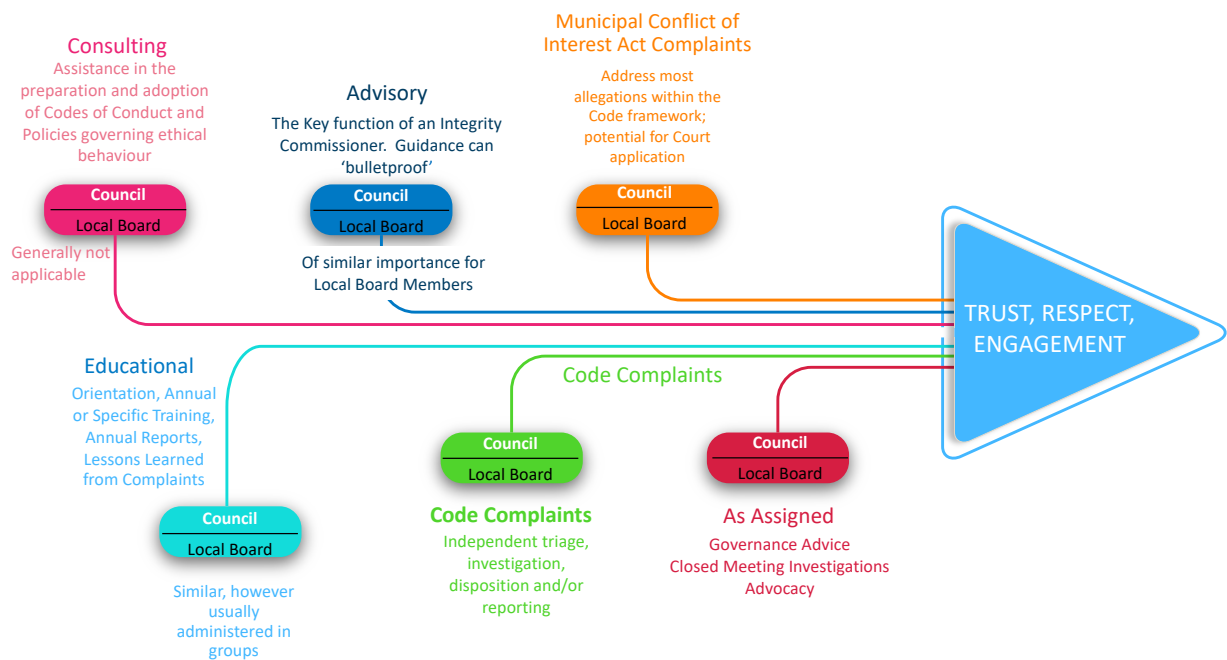 Consulting
Assistance in the
preparation and adoption
of Codes of Conduct and
Policies governing ethical
behaviour
Council
Local Board
Generally not
applicable
Advisory
The Key function of an Integrity
Commissioner.  Guidance can
‘bulletproof’
Council
Local Board
Of similar importance for
Local Board Members
Municipal Conflict of
Interest Act Complaints
Address most
allegations within the
Code framework;
potential for Court
application
Council
Local Board
TRUST, RESPECT,
ENGAGEMENT
Educational
Orientation, Annual
or Specific Training,
Annual Reports,
Lessons Learned
from Complaints
Council
Local Board
Similar, however
usually
administered in
groups
Code Complaints
Council
Local Board
Code Complaints
Independent triage,
investigation,
disposition and/or
reporting
Council
Local Board
As Assigned
Governance Advice
Closed Meeting Investigations
Advocacy